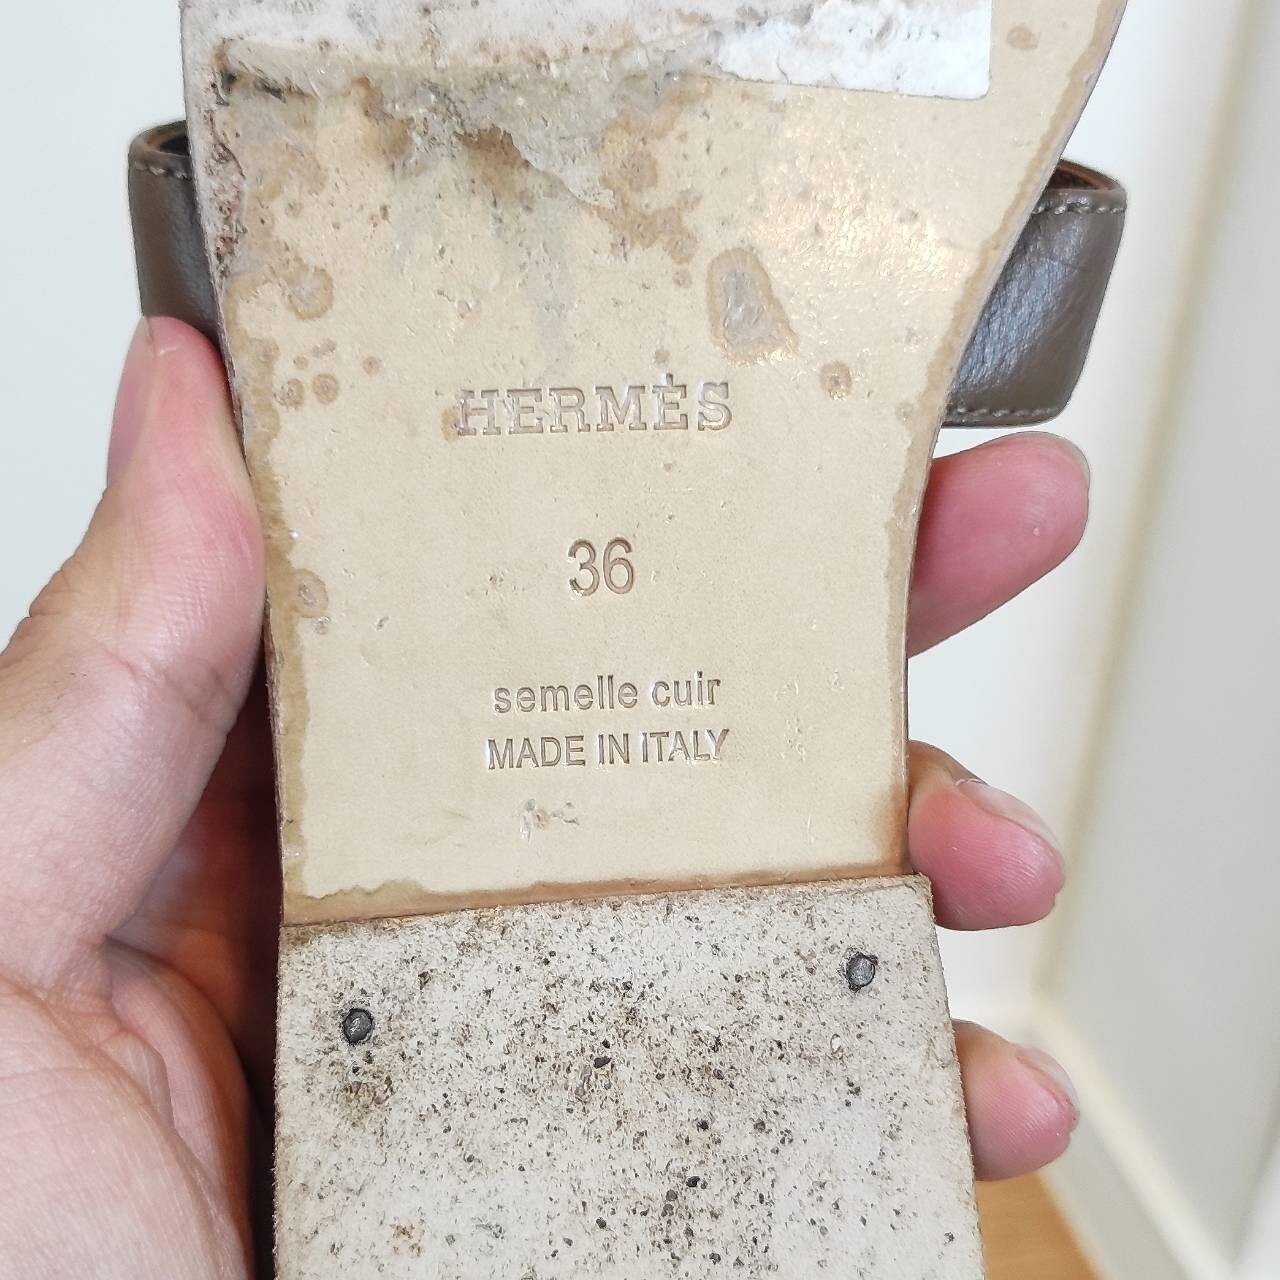 HERMÈS
36
semelle cuir
MADE IN ITALY